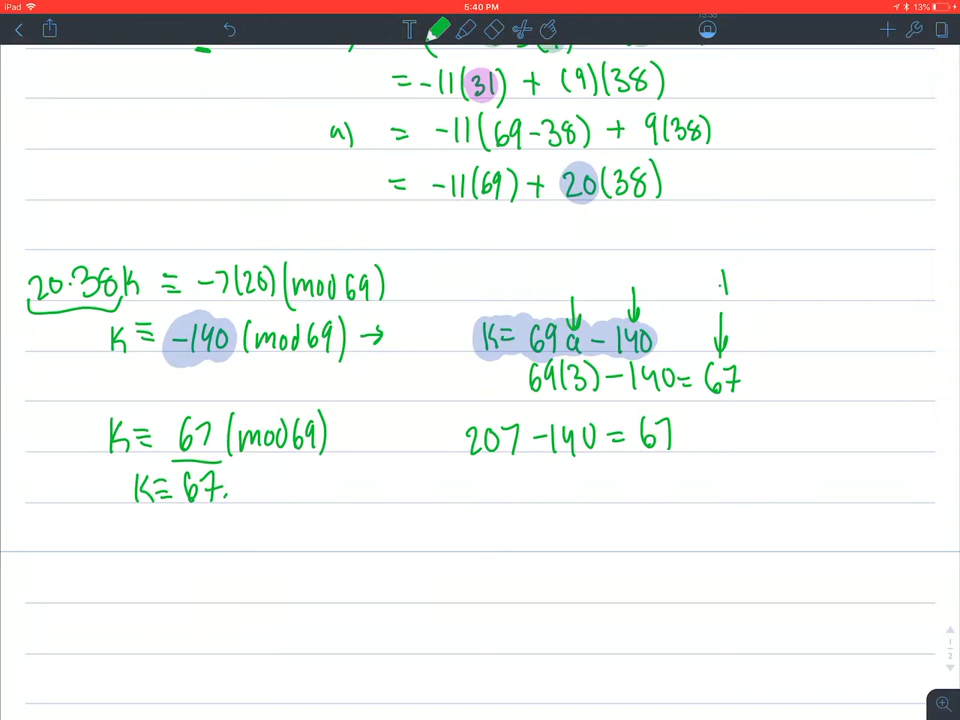 iPad 5:40 PM 13%
= -11(31) + (9)(38)
a) = -11(69-38) + 9(38)
= -11(69) + 20(38)
20·38K ≡ -7(20)(mod 69)
K ≡ -140 (mod 69) → K = 69a - 140
69(3) - 140 = 67
K ≡ 67 (mod 69) 207 - 140 = 67
K ≡ 67.